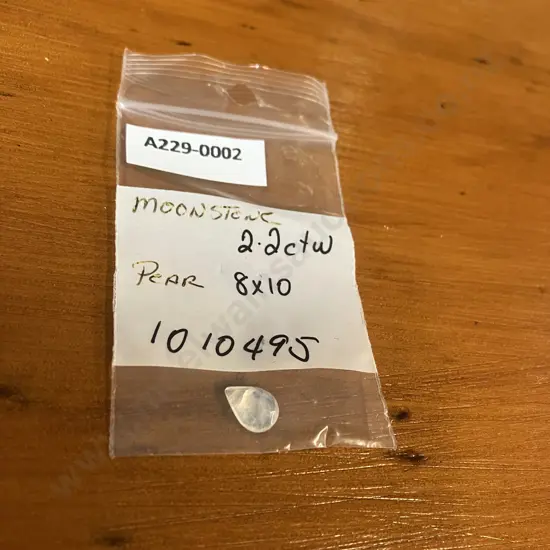 A229-0002
MOONSTONE
2.2ctw
PEAR 8x10
1010495